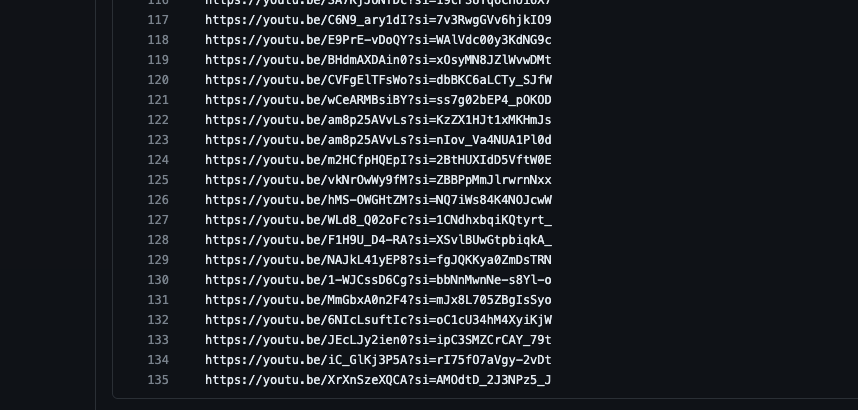 117 https://youtu.be/C6N9_ary1dI?si=7v3RwgGVv6hjkIO9
118 https://youtu.be/E9PrE-vDoQY?si=WAlVdc00y3KdNG9c
119 https://youtu.be/BHdmAXDAin0?si=xOsyMN8JZlWvwDMt
120 https://youtu.be/CVFgElTFsWo?si=dbBKC6aLCTy_SJfW
121 https://youtu.be/wCeARMBsiBY?si=ss7g02bEP4_pOKOD
122 https://youtu.be/am8p25AVvLs?si=KzZX1HJt1xMKHmJs
123 https://youtu.be/am8p25AVvLs?si=nIov_Va4NUA1Pl0d
124 https://youtu.be/m2HCfpHQEpI?si=2BtHUXIdD5VftW0E
125 https://youtu.be/vkNrOwWy9fM?si=ZBBPpMmJlrwrnNxx
126 https://youtu.be/hMS-OWGHtZM?si=NQ7iWs84K4NOJcwW
127 https://youtu.be/WLd8_Q02oFc?si=1CNdhxbqiKQtyrt_
128 https://youtu.be/F1H9U_D4-RA?si=XSvlBUwGtpbiqkA_
129 https://youtu.be/NAJkL41yEP8?si=fgJQKKya0ZmDsTRN
130 https://youtu.be/1-WJCssD6Cg?si=bbNnMwnNe-s8Yl-o
131 https://youtu.be/MmGbxA0n2F4?si=mJx8L705ZBgIsSyo
132 https://youtu.be/6NIcLsuftIc?si=oC1cU34hM4XyiKjW
133 https://youtu.be/JEcLJy2ien0?si=ipC3SMZCrCAY_79t
134 https://youtu.be/iC_GlKj3P5A?si=rI75fO7aVgy-2vDt
135 https://youtu.be/XrXnSzeXQCA?si=AMOdtD_2J3NPz5_J